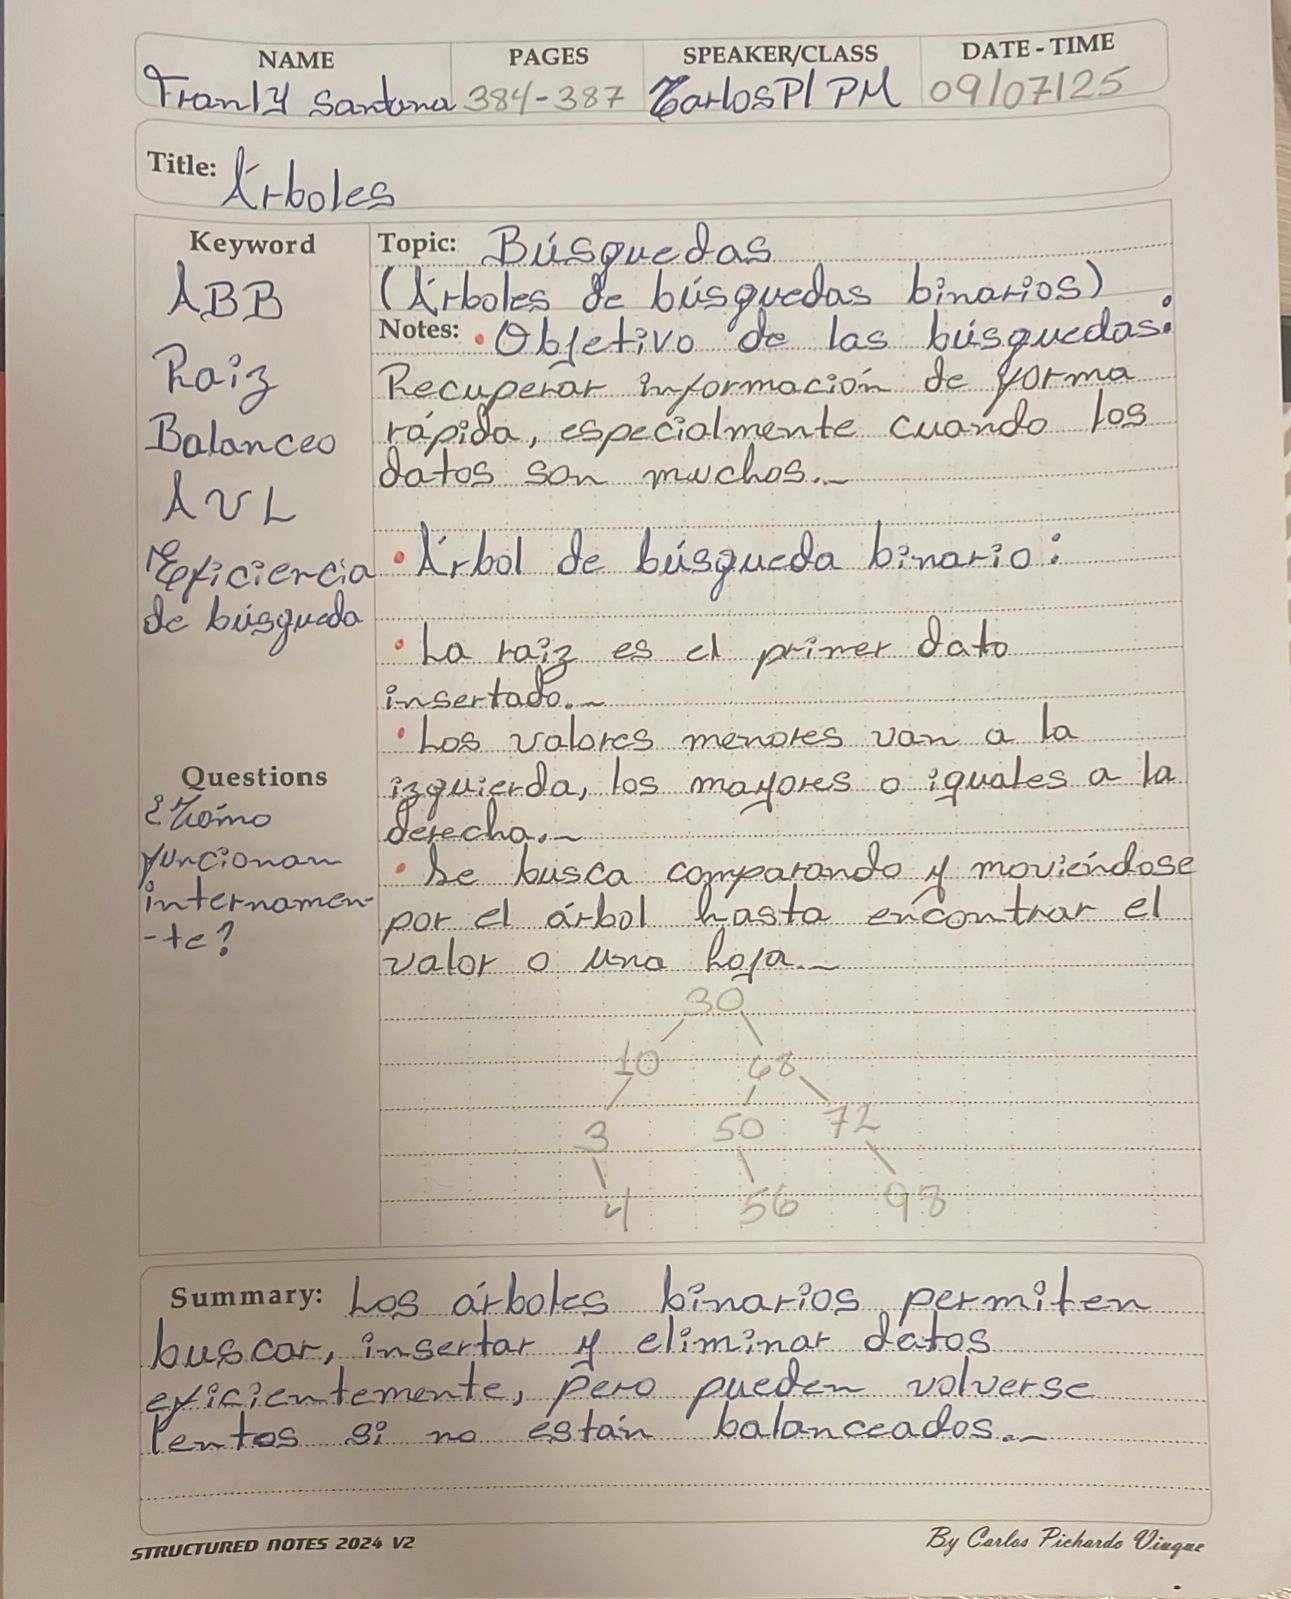 NAME PAGES SPEAKER/CLASS DATE - TIME
Franly Santana 384-387 CarlosP/PM 09/07/25
Title: Árboles
Keyword
ABB
Raiz
Balanceo
AVL
Eficiencia
de búsqueda
Questions
¿Cómo
funcionan
internamen-
-te?
Topic: Búsquedas
(Árboles de búsquedas binarios)
Notes: • Objetivo de las búsquedas:
Recuperar información de forma
rápida, especialmente cuando los
datos son muchos._
• Árbol de búsqueda binario:
• La raiz es el primer dato
insertado._
• Los valores menores van a la
izquierda, los mayores o iguales a la
derecha._
• Se busca comparando y moviéndose
por el árbol hasta encontrar el
valor o una hoja._
30
10 68
3 50 72
4 56 98
Summary: Los árboles binarios permiten
buscar, insertar y eliminar datos
eficientemente, pero pueden volverse
lentos si no están balanceados._
STRUCTURED NOTES 2024 V2 By Carlos Pichardo Viuque